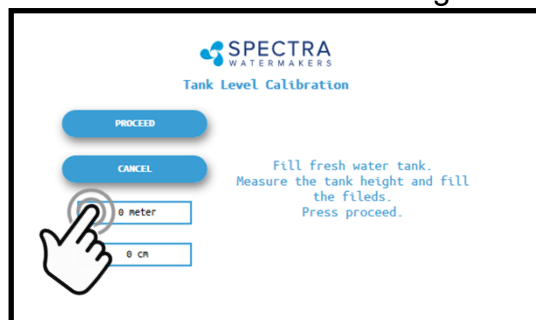 SPECTRA
WATERMAKERS
Tank Level Calibration
PROCEED
CANCEL
0 meter
0 cm
Fill fresh water tank.
Measure the tank height and fill
the fileds.
Press proceed.